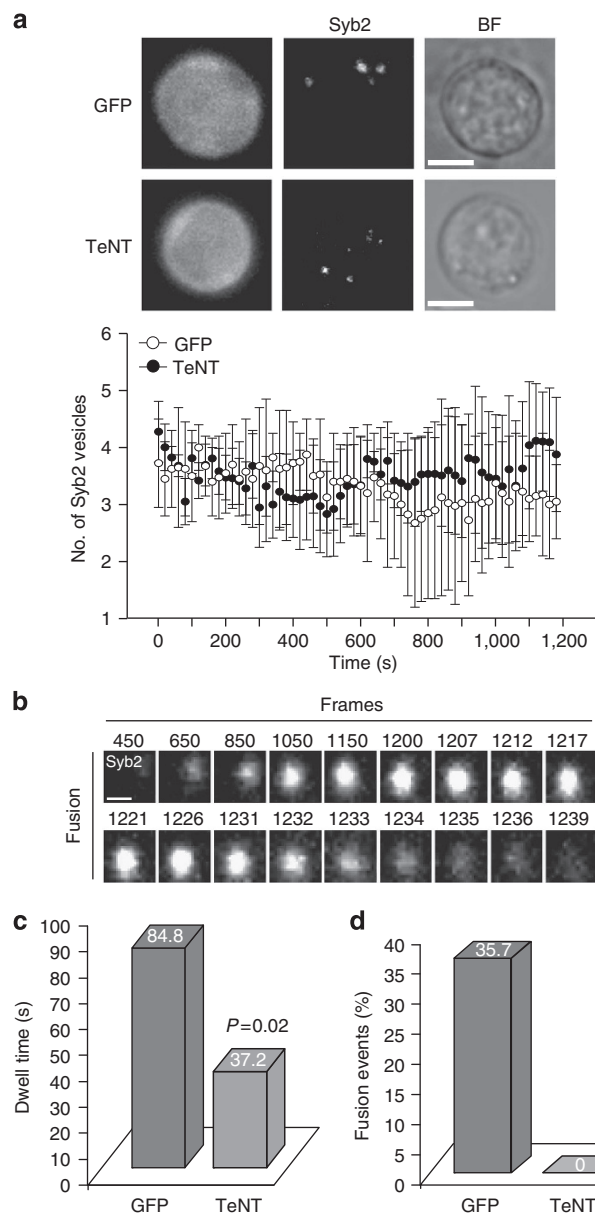 a
Syb2 BF
GFP
TeNT
6
5
4
3
2
1
No. of Syb2 vesicles
GFP
TeNT
0 200 400 600 800 1,000 1,200
Time (s)
b
Frames
450 650 850 1050 1150 1200 1207 1212 1217
Syb2
Fusion
1221 1226 1231 1232 1233 1234 1235 1236 1239
c
100
90
80
70
60
50
40
30
20
10
0
Dwell time (s)
84.8
P=0.02
37.2
GFP TeNT
d
40
35
30
25
20
15
10
5
0
Fusion events (%)
35.7
0
GFP TeNT